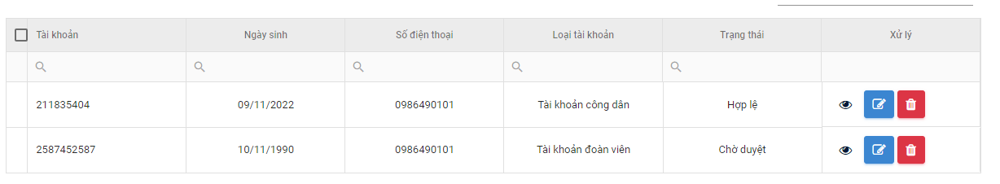 Tài khoản Ngày sinh Số điện thoại Loại tài khoản Trạng thái Xử lý
211835404 09/11/2022 0986490101 Tài khoản công dân Hợp lệ
2587452587 10/11/1990 0986490101 Tài khoản đoàn viên Chờ duyệt